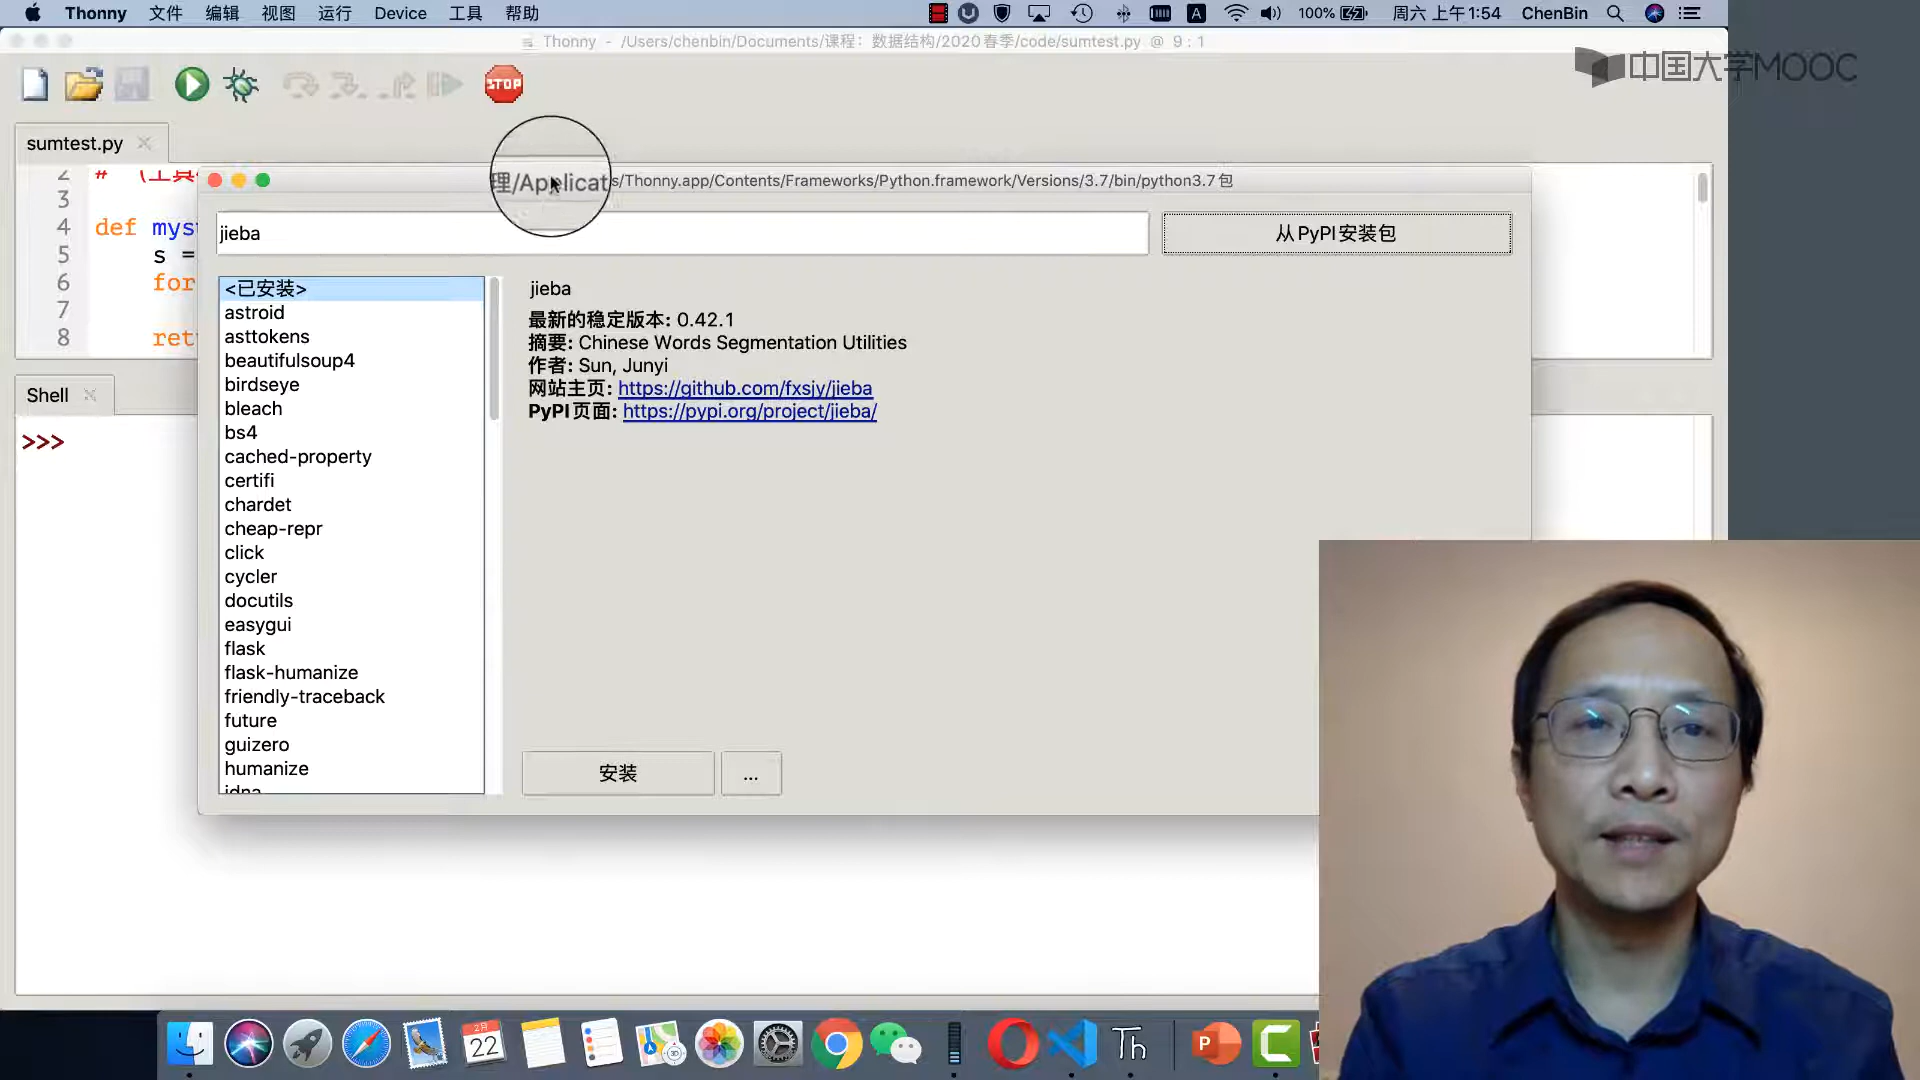 Thonny 文件 编辑 视图 运行 Device 工具 帮助 A 100% 周六 上午1:54 ChenBin
Thonny - /Users/chenbin/Documents/课程：数据结构/2020春季/code/sumtest.py @ 9 : 1
中国大学MOOC
STOP
sumtest.py
理/Applicat s/Thonny.app/Contents/Frameworks/Python.framework/Versions/3.7/bin/python3.7 包
2 # (工具
3
4 def mys
5 s =
6 for
7
8 ret
jieba
从PyPI安装包
<已安装>
astroid
asttokens
beautifulsoup4
birdseye
bleach
bs4
cached-property
certifi
chardet
cheap-repr
click
cycler
docutils
easygui
flask
flask-humanize
friendly-traceback
future
guizero
humanize
idna
jieba
最新的稳定版本: 0.42.1
摘要: Chinese Words Segmentation Utilities
作者: Sun, Junyi
网站主页: https://github.com/fxsjy/jieba
PyPI页面: https://pypi.org/project/jieba/
安装
...
Shell
>>>
2月
22
3D
Th
P
C